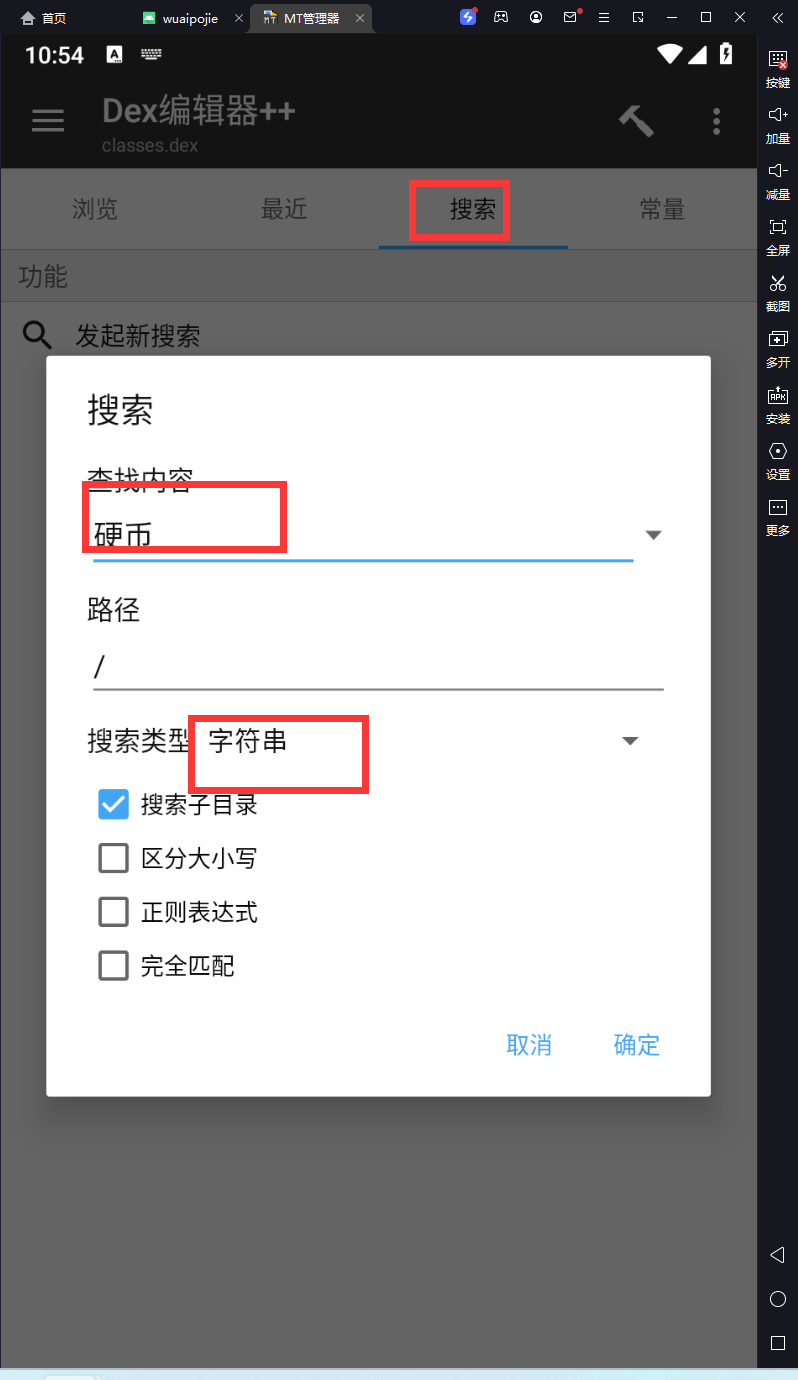 首页
wuaipojie
MT管理器
10:54
A
Dex编辑器++
classes.dex
浏览
最近
搜索
常量
功能
发起新搜索
搜索
查找内容
硬币
路径
/
搜索类型
字符串
搜索子目录
区分大小写
正则表达式
完全匹配
取消
确定
按键
加量
减量
全屏
截图
多开
APK
安装
设置
更多